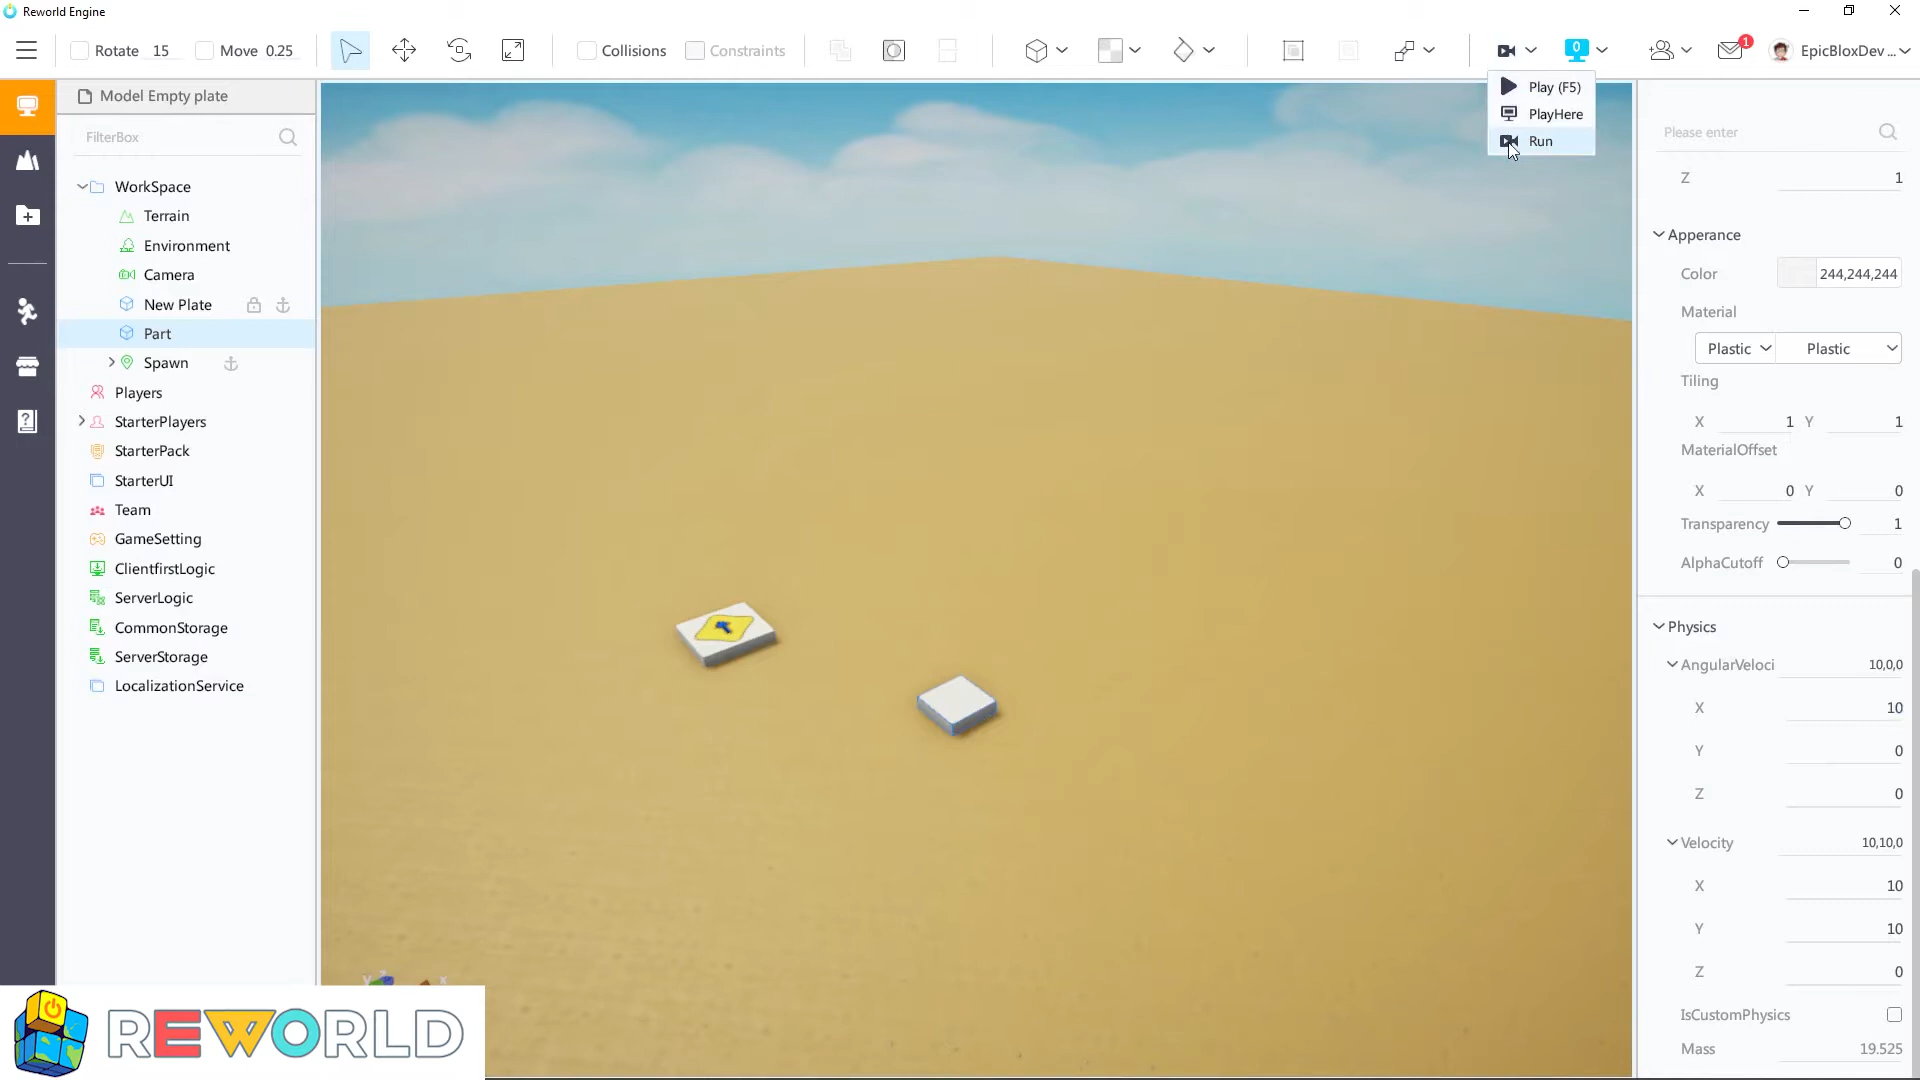 Reworld Engine
Rotate 15 Move 0.25 Collisions Constraints 0 1 EpicBloxDev ...
Play (F5)
PlayHere
Run
Model Empty plate
FilterBox
WorkSpace
Terrain
Environment
Camera
New Plate
Part
Spawn
Players
StarterPlayers
StarterPack
StarterUI
Team
GameSetting
ClientfirstLogic
ServerLogic
CommonStorage
ServerStorage
LocalizationService
Please enter
Z 1
Apperance
Color 244,244,244
Material
Plastic Plastic
Tiling
X 1 Y 1
MaterialOffset
X 0 Y 0
Transparency 1
AlphaCutoff 0
Physics
AngularVeloci 10,0,0
X 10
Y 0
Z 0
Velocity 10,10,0
X 10
Y 10
Z 0
IsCustomPhysics
Mass 19.525
REWORLD